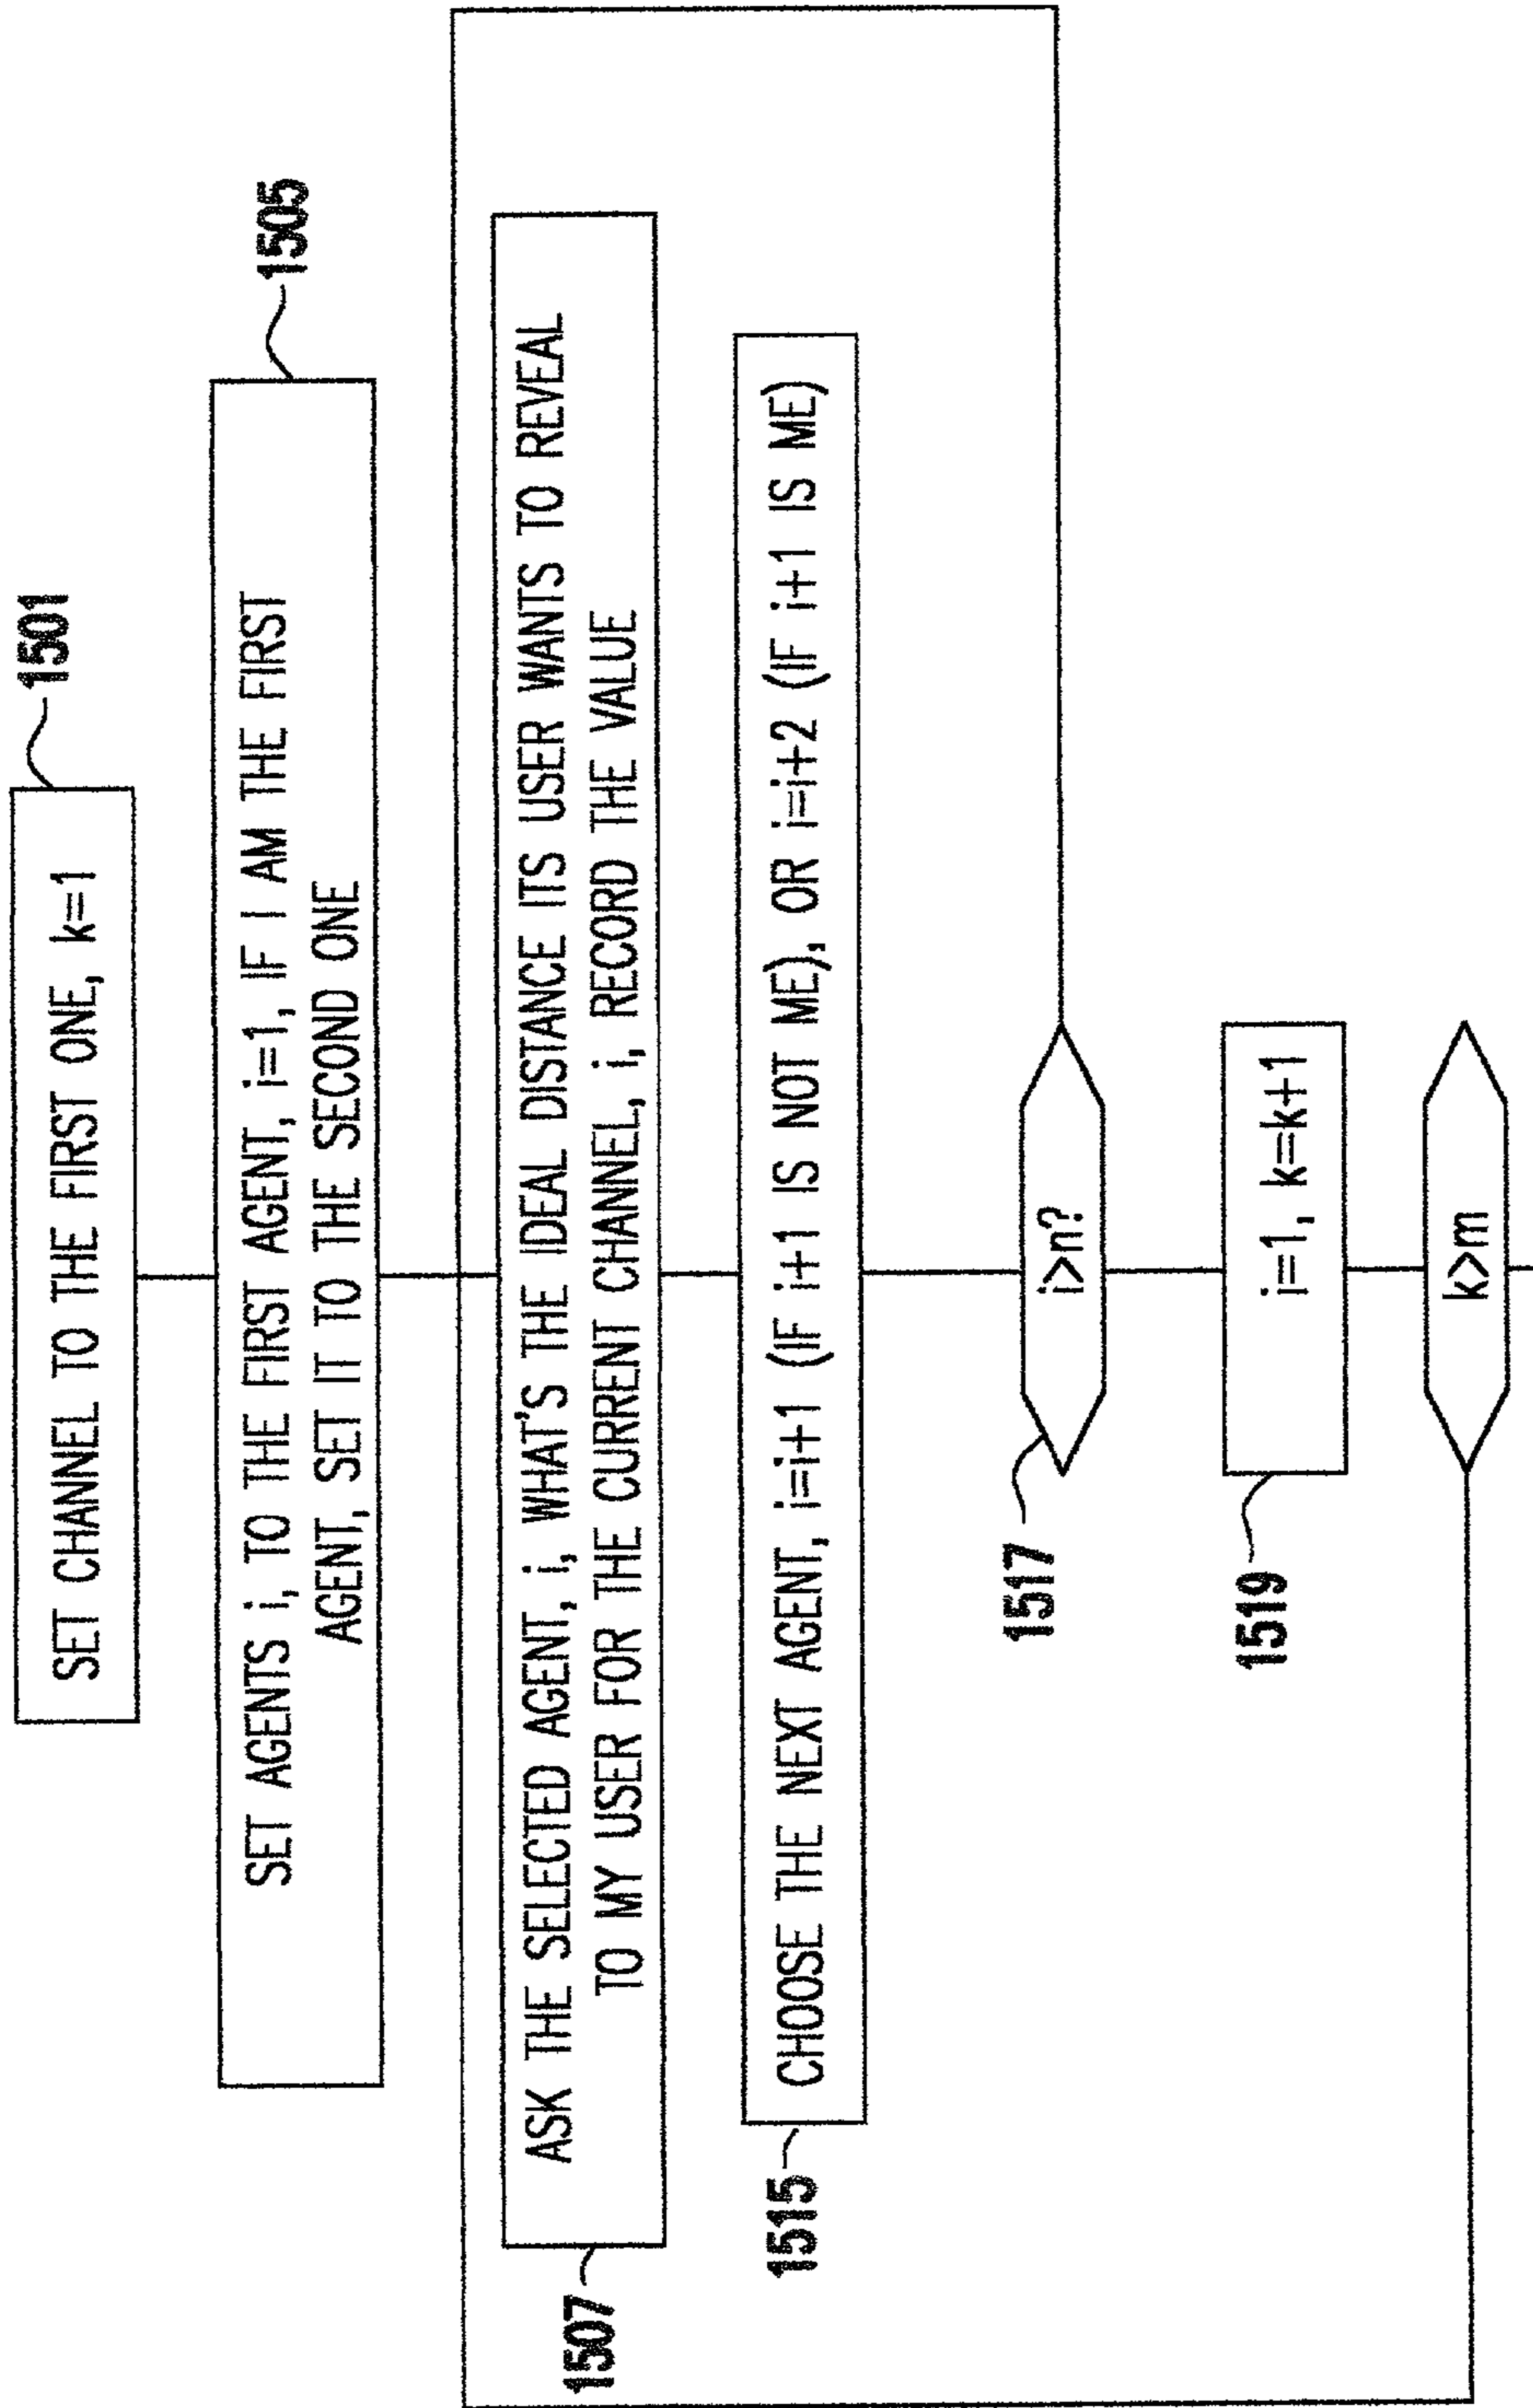 SET CHANNEL TO THE FIRST ONE, k=1
1501
SET AGENTS i, TO THE FIRST AGENT, i=1, IF I AM THE FIRST
AGENT, SET IT TO THE SECOND ONE
1505
ASK THE SELECTED AGENT, i, WHAT'S THE IDEAL DISTANCE ITS USER WANTS TO REVEAL
TO MY USER FOR THE CURRENT CHANNEL, i, RECORD THE VALUE
1507
CHOOSE THE NEXT AGENT, i=i+1 (IF i+1 IS NOT ME), OR i=i+2 (IF i+1 IS ME)
1515
i>n?
1517
i=1, k=k+1
1519
k>m